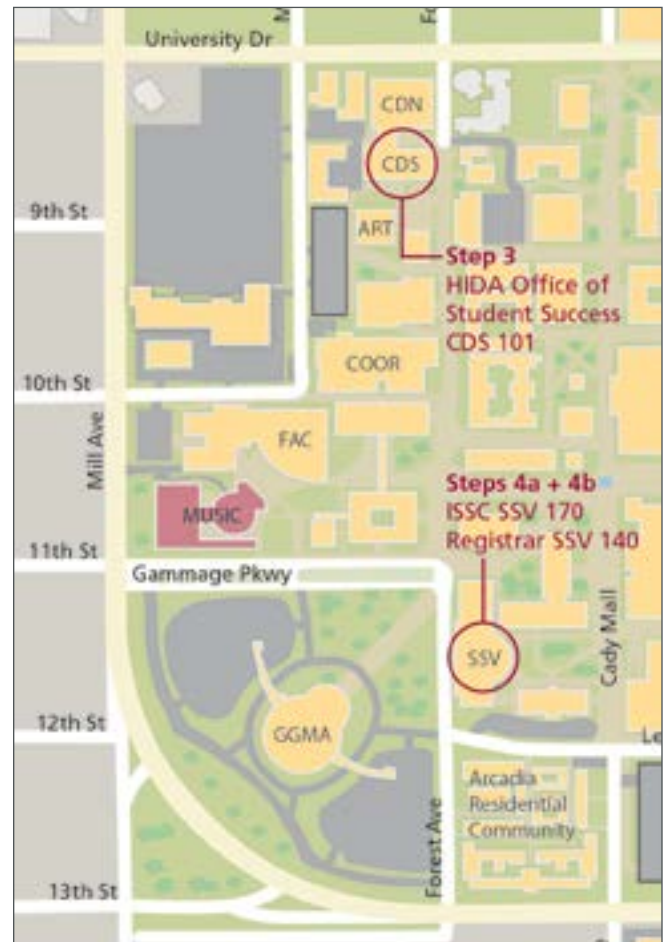 University Dr
CDN
CDS
9th St
ART
Step 3
HIDA Office of
Student Success
CDS 101
COOR
10th St
FAC
Mill Ave
Steps 4a + 4b
ISSC SSV 170
Registrar SSV 140
MUSIC
11th St
Gammage Pkwy
Cady Mall
SSV
12th St
GGMA
Arcadia
Residential
Community
Forest Ave
13th St